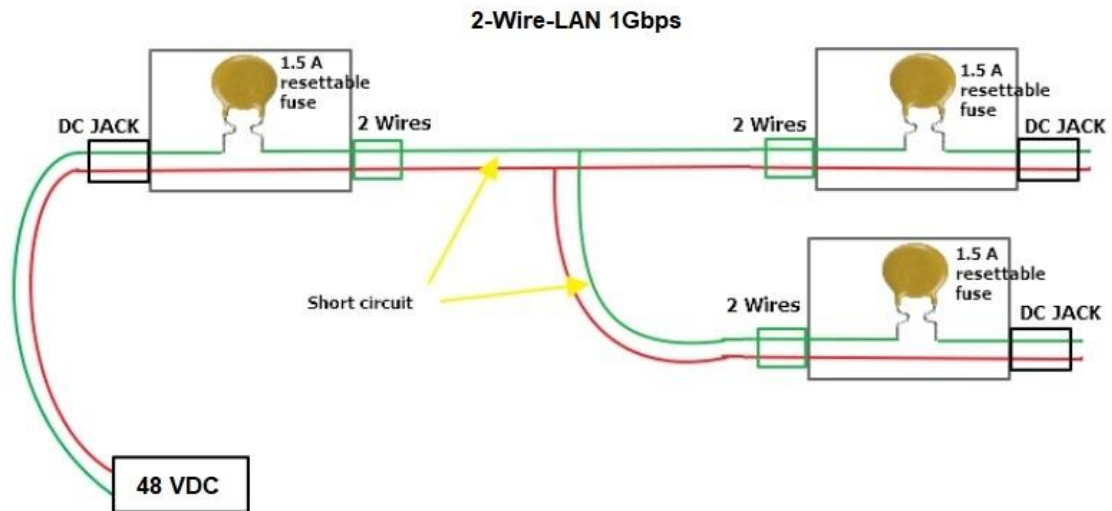 2-Wire-LAN 1Gbps
1.5 A
resettable
fuse
DC JACK
2 Wires
2 Wires
1.5 A
resettable
fuse
DC JACK
Short circuit
2 Wires
1.5 A
resettable
fuse
DC JACK
48 VDC